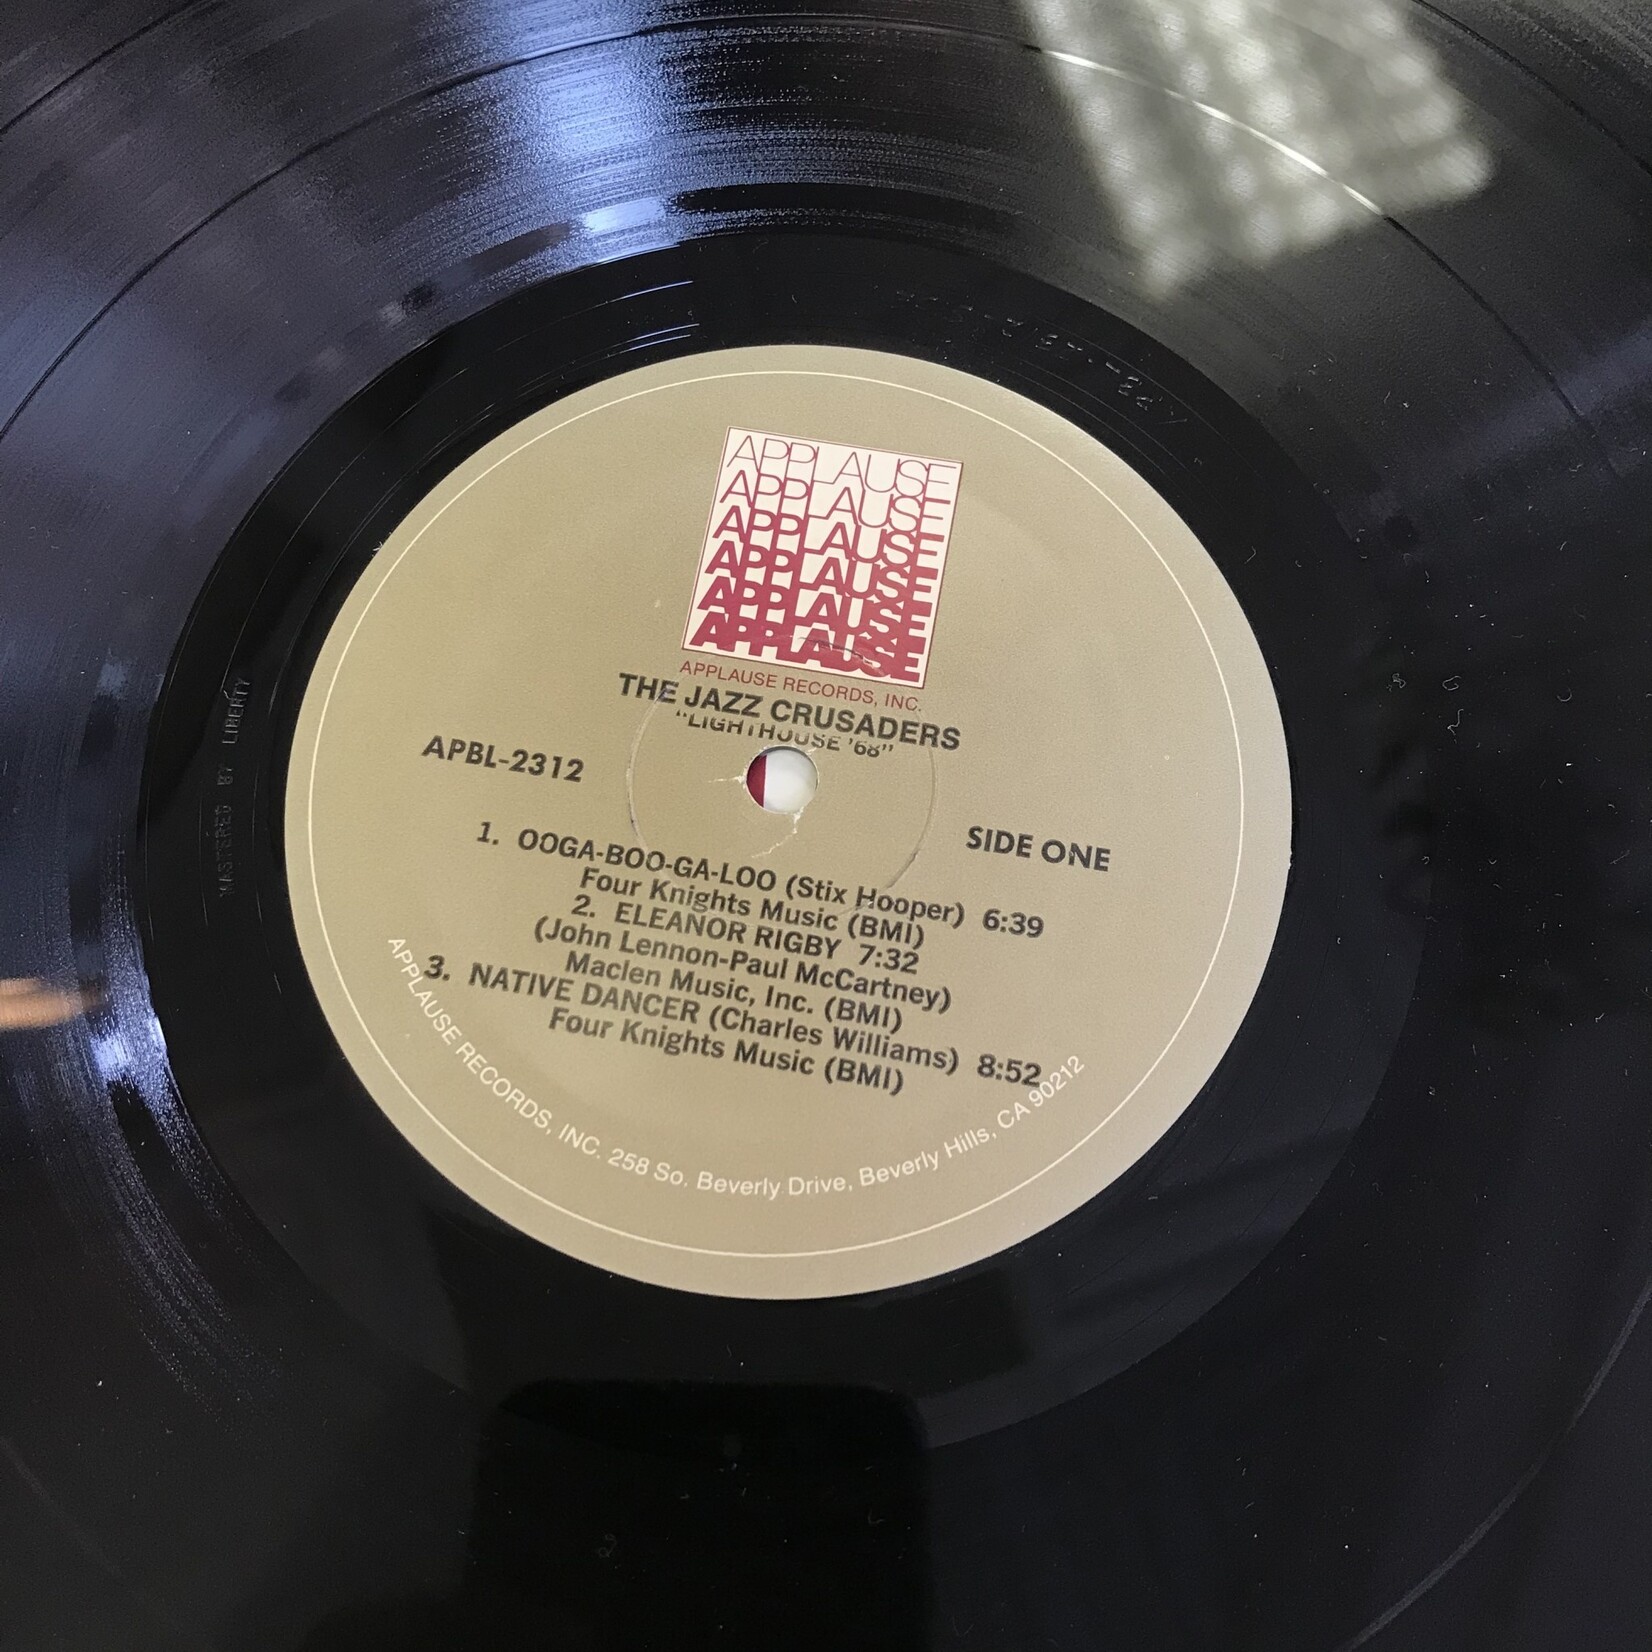 APPLAUSE
APPLAUSE
APPLAUSE
APPLAUSE
APPLAUSE
APPLAUSE
APPLAUSE RECORDS, INC.
THE JAZZ CRUSADERS
"LIGHTHOUSE '68"
APBL-2312
SIDE ONE
1. OOGA-BOO-GA-LOO (Stix Hooper) 6:39
Four Knights Music (BMI)
2. ELEANOR RIGBY 7:32
(John Lennon-Paul McCartney)
Maclen Music, Inc. (BMI)
3. NATIVE DANCER (Charles Williams) 8:52
Four Knights Music (BMI)
APPLAUSE RECORDS, INC. 258 So. Beverly Drive, Beverly Hills, CA 90212
MASTERED BY LIBERTY